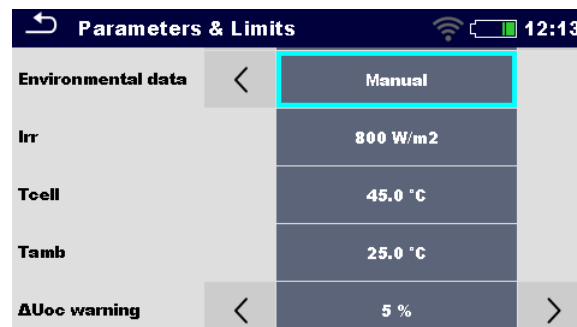 Parameters & Limits 12:13
Environmental data Manual
Irr 800 W/m2
Tcell 45.0 °C
Tamb 25.0 °C
ΔUoc warning 5 %